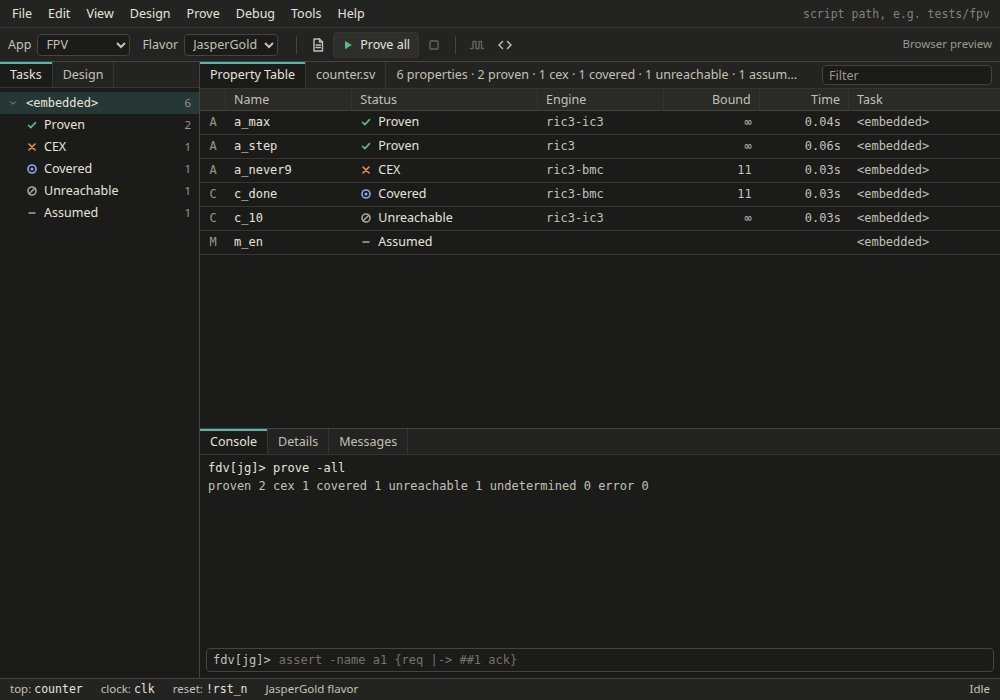 File Edit View Design Prove Debug Tools Help script path, e.g. tests/fpv
App FPV Flavor JasperGold Prove all Browser preview
Tasks Design Property Table counter.sv 6 properties · 2 proven · 1 cex · 1 covered · 1 unreachable · 1 assum... Filter
<embedded> 6
Proven 2
CEX 1
Covered 1
Unreachable 1
Assumed 1
Name Status Engine Bound Time Task
A a_max Proven ric3-ic3 ∞ 0.04s <embedded>
A a_step Proven ric3 ∞ 0.06s <embedded>
A a_never9 CEX ric3-bmc 11 0.03s <embedded>
C c_done Covered ric3-bmc 11 0.03s <embedded>
C c_10 Unreachable ric3-ic3 ∞ 0.03s <embedded>
M m_en Assumed <embedded>
Console Details Messages
fdv[jg]> prove -all
proven 2 cex 1 covered 1 unreachable 1 undetermined 0 error 0
fdv[jg]> assert -name a1 {req |-> ##1 ack}
top: counter clock: clk reset: !rst_n JasperGold flavor Idle